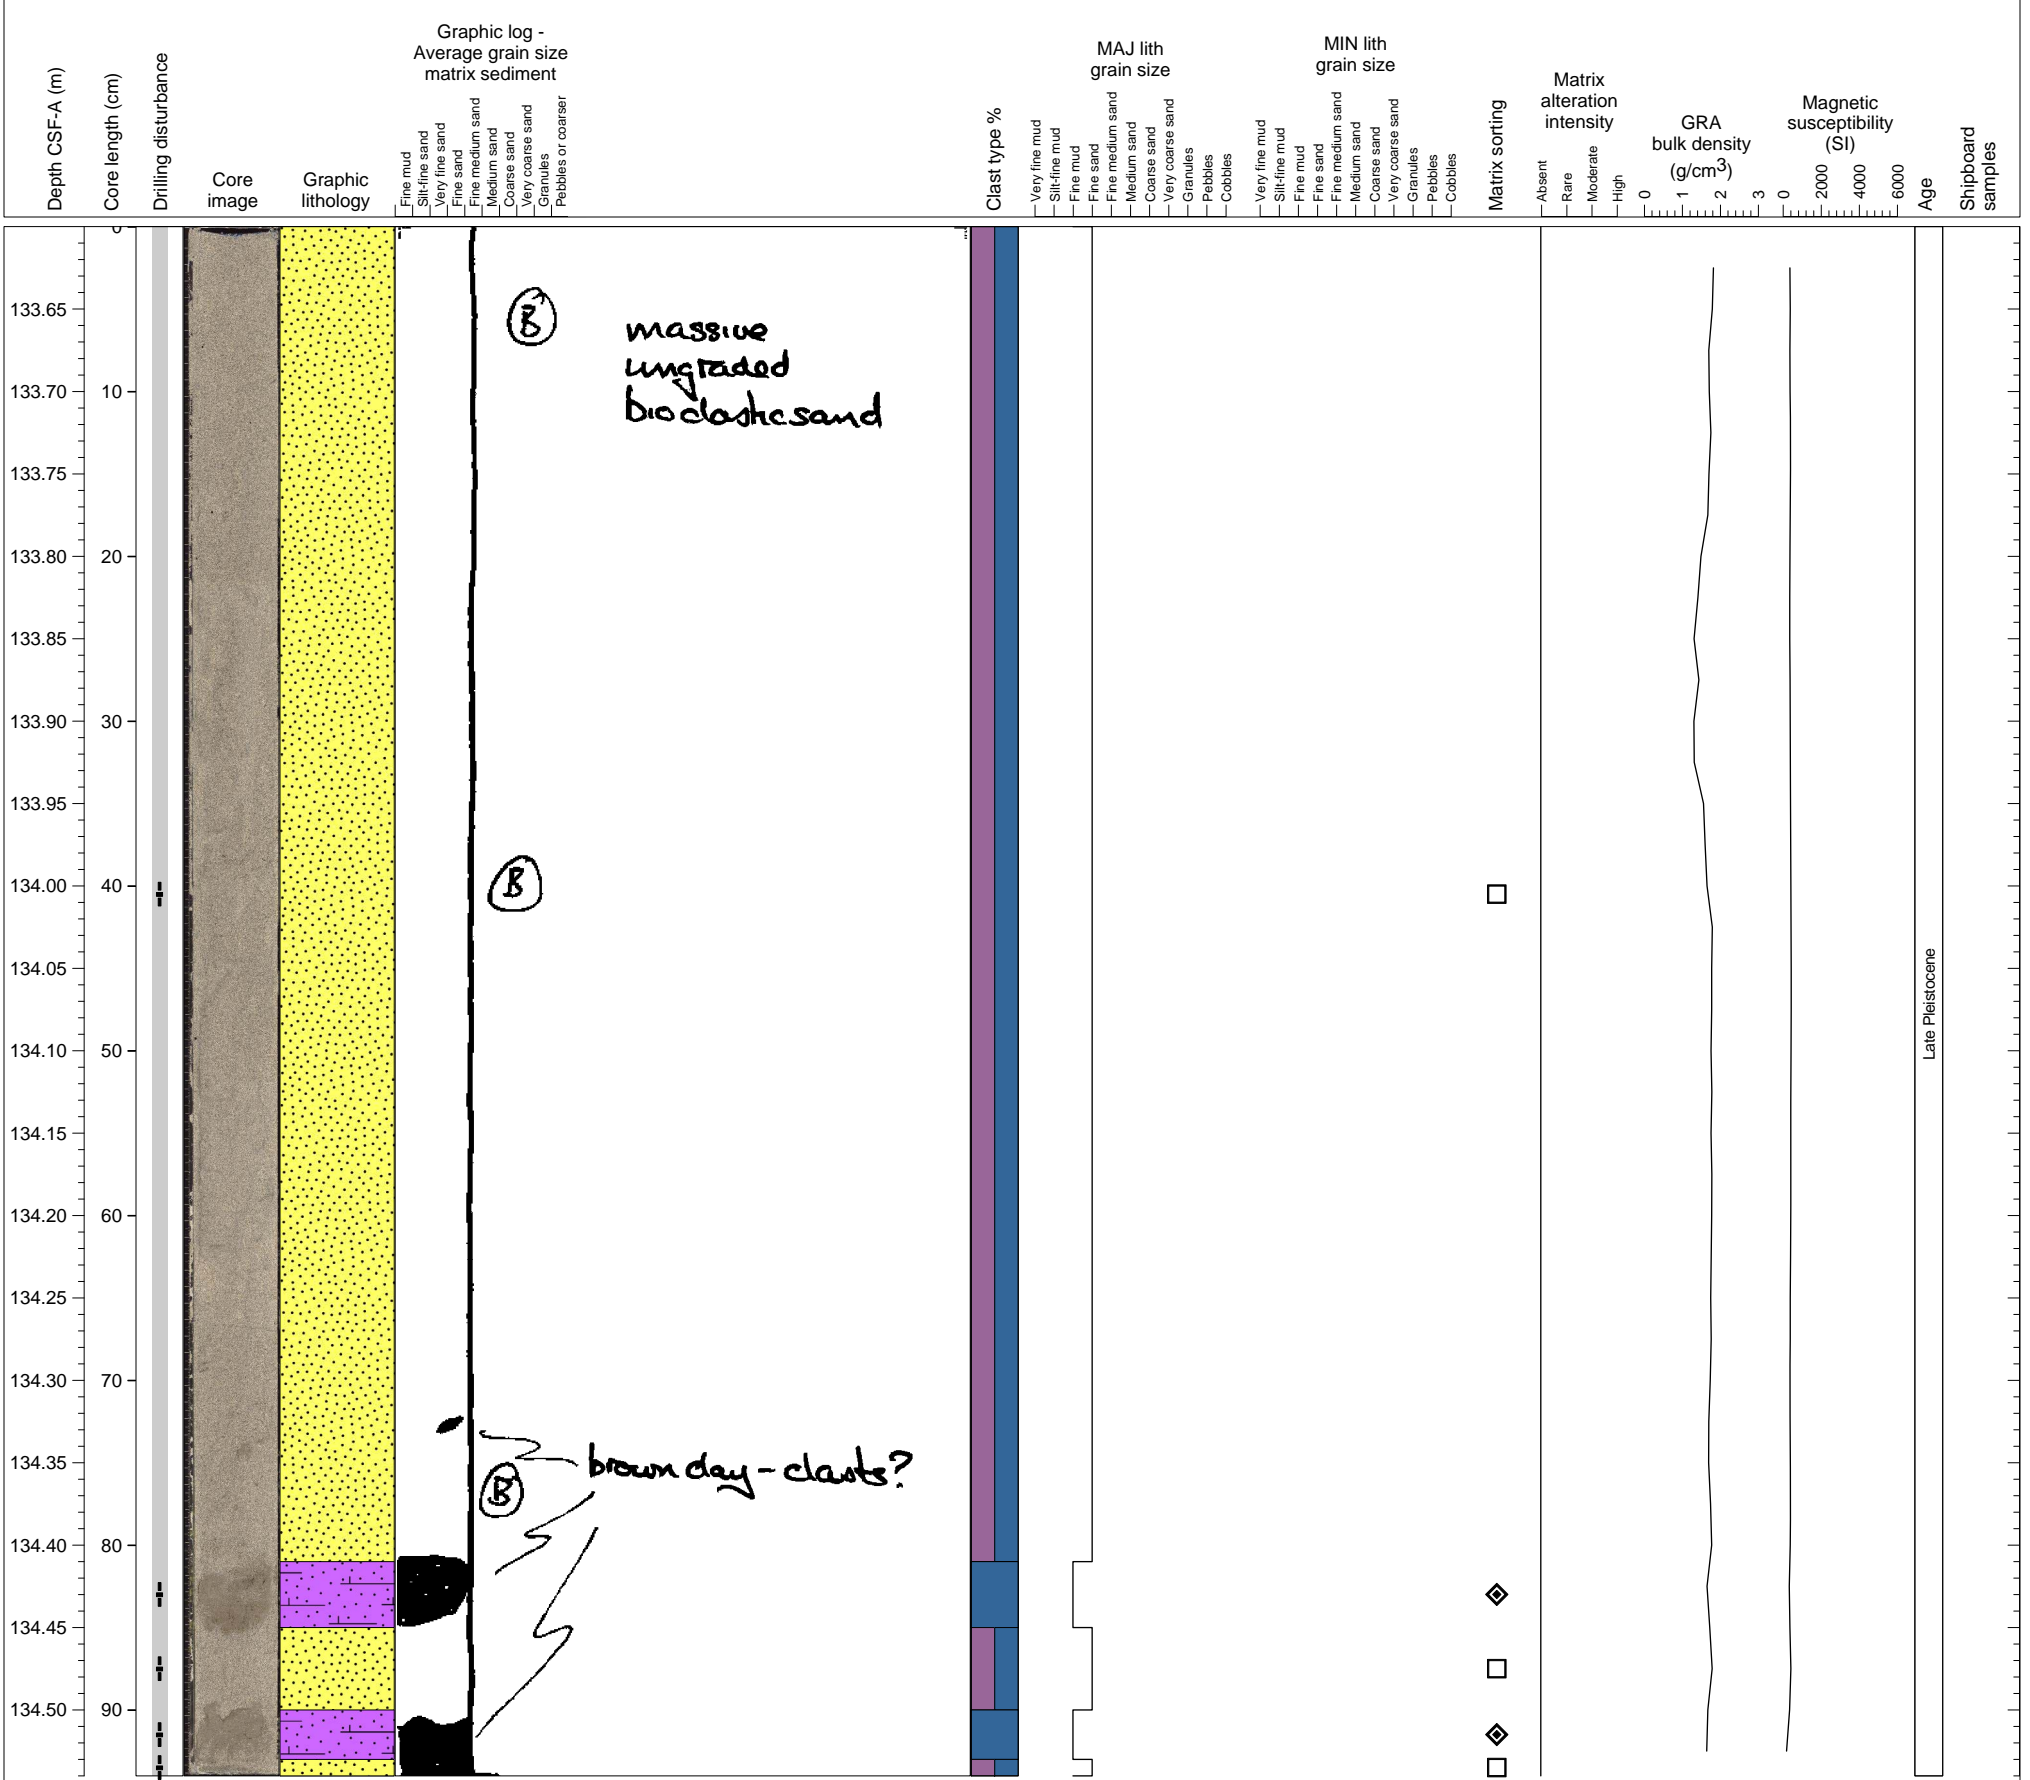 Depth CSF-A (m)
Core length (cm)
Drilling disturbance
Core
image
Graphic
lithology
Graphic log -
Average grain size
matrix sediment
Fine mud
Silt-fine sand
Very fine sand
Fine sand
Fine medium sand
Medium sand
Coarse sand
Very coarse sand
Granules
Pebbles or coarser
Clast type %
MAJ lith
grain size
Very fine mud
Silt-fine mud
Fine mud
Fine sand
Fine medium sand
Medium sand
Coarse sand
Very coarse sand
Granules
Pebbles
Cobbles
MIN lith
grain size
Very fine mud
Silt-fine mud
Fine mud
Fine sand
Fine medium sand
Medium sand
Coarse sand
Very coarse sand
Granules
Pebbles
Cobbles
Matrix sorting
Matrix
alteration
intensity
Absent
Rare
Moderate
High
GRA
bulk density
(g/cm3)
0 1 2 3
Magnetic
susceptibility
(SI)
0 2000 4000 6000
Age
Shipboard
samples
0
133.65
133.70 10
133.75
133.80 20
133.85
133.90 30
133.95
134.00 40
134.05
134.10 50
134.15
134.20 60
134.25
134.30 70
134.35
134.40 80
134.45
134.50 90
B
massive
ungraded
bioclastic sand
B
brown clay-clasts?
B
Late Pleistocene